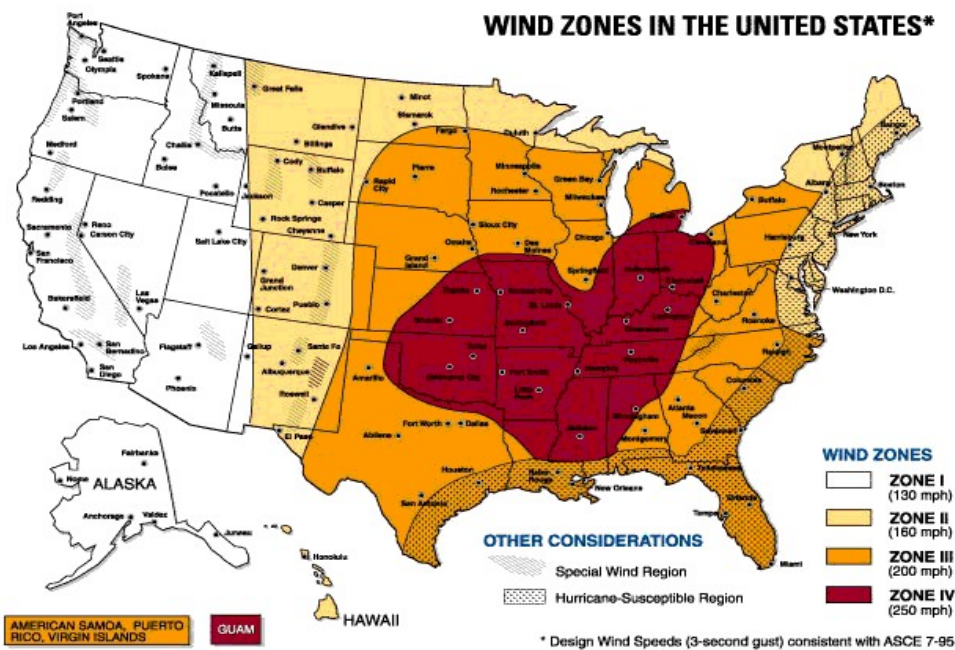 WIND ZONES IN THE UNITED STATES*
Port Angeles
Seattle
Olympia
Spokane
Kalispell
Great Falls
Missoula
Portland
Salem
Butte
Medford
Challis
Boise
Pocatello
Jackson
Glendive
Billings
Cody
Buffalo
Casper
Rock Springs
Cheyenne
Minot
Bismarck
Fargo
Duluth
Rapid City
Pierre
Minneapolis
Rochester
Green Bay
Milwaukee
Sioux City
Des Moines
Omaha
Grand Island
Chicago
Springfield
Buffalo
Albany
Montpelier
Boston
New York
Harrisburg
Washington D.C.
Cleveland
Charleston
Roanoke
Raleigh
Columbia
Savannah
Atlanta
Macon
Birmingham
Montgomery
Tallahassee
Orlando
Tampa
Miami
Redding
Sacramento
Reno
Carson City
San Francisco
Salt Lake City
Bakersfield
Las Vegas
Los Angeles
San Bernadino
San Diego
Flagstaff
Phoenix
Gallup
Grand Junction
Denver
Pueblo
Cortez
Santa Fe
Albuquerque
Roswell
El Paso
Amarillo
Abilene
Fort Worth
Dallas
Houston
San Antonio
Baton Rouge
New Orleans
Oklahoma City
Fort Smith
Little Rock
Memphis
St. Louis
Indianapolis
Fairbanks
Nome
ALASKA
Anchorage
Valdez
Juneau
Honolulu
HAWAII
OTHER CONSIDERATIONS
Special Wind Region
Hurricane-Susceptible Region
WIND ZONES
ZONE I
(130 mph)
ZONE II
(160 mph)
ZONE III
(200 mph)
ZONE IV
(250 mph)
AMERICAN SAMOA, PUERTO
RICO, VIRGIN ISLANDS
GUAM
* Design Wind Speeds (3-second gust) consistent with ASCE 7-95